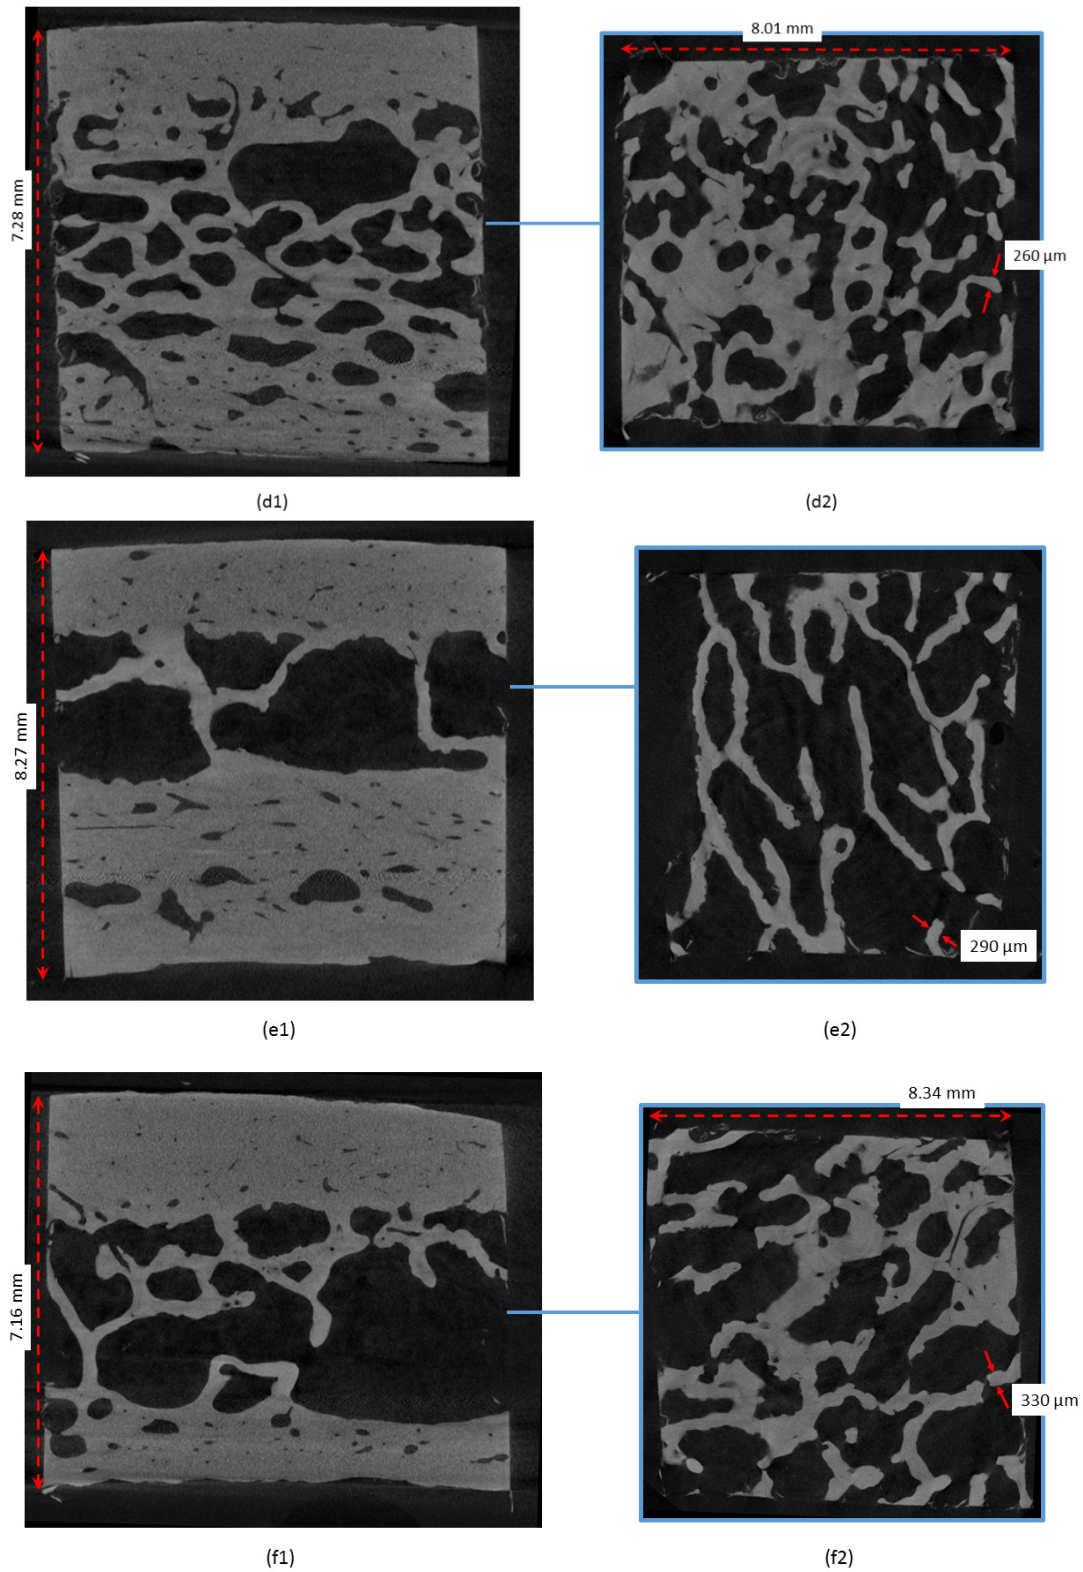 8.01 mm
7.28 mm
260 μm
(d1)
(d2)
8.27 mm
290 μm
(e1)
(e2)
8.34 mm
7.16 mm
330 μm
(f1)
(f2)